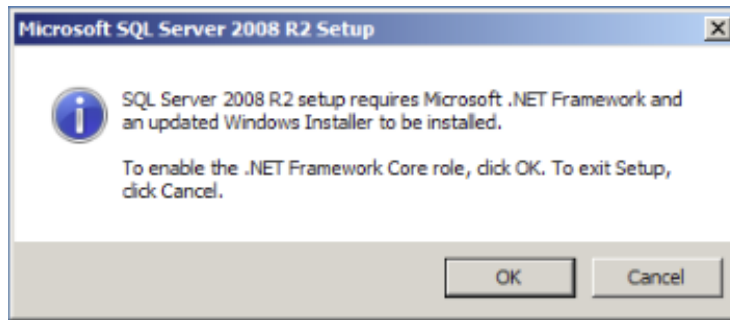 Microsoft SQL Server 2008 R2 Setup
SQL Server 2008 R2 setup requires Microsoft .NET Framework and
an updated Windows Installer to be installed.
To enable the .NET Framework Core role, click OK. To exit Setup,
click Cancel.
OK
Cancel